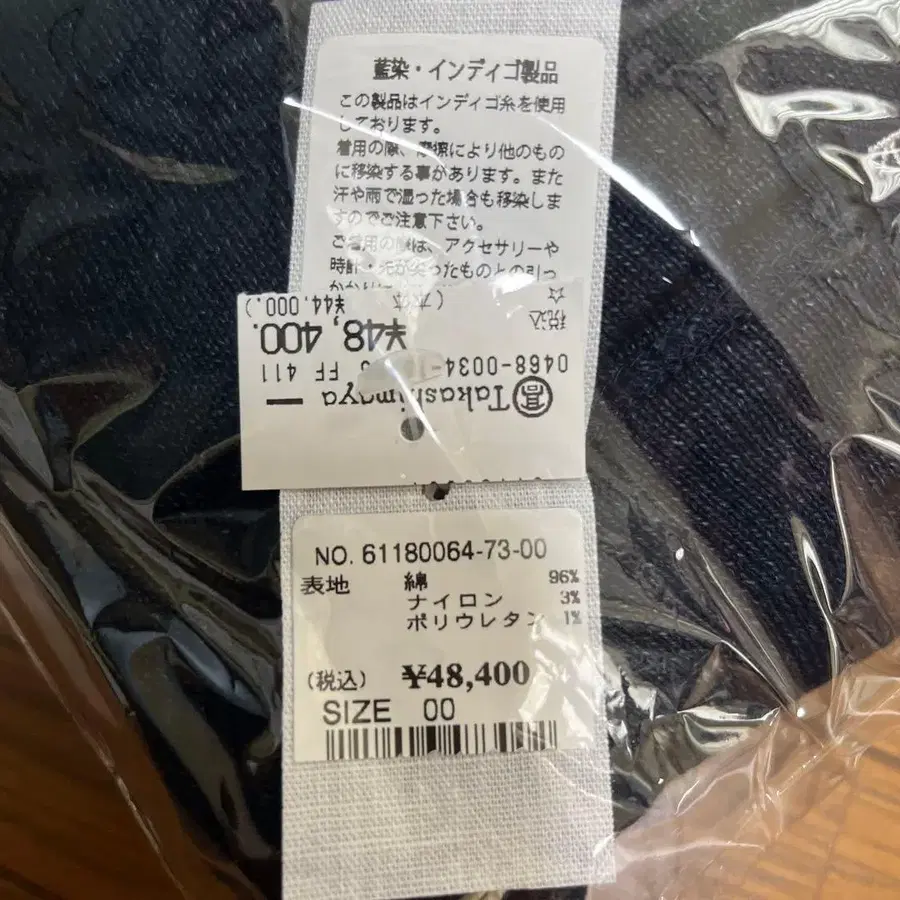 藍染・インディゴ製品
この製品はインディゴ糸を使用
しております。
着用の際、摩擦により他のもの
に移染する事があります。また
汗や雨で湿った場合も移染しま
すのでご注意下さい。
ご着用の際は、アクセサリーや
時計・先が尖ったものとの引っ
Takashimaya
0468-0034 FF 411
税込 ¥48,400.
☆ (本体 ¥44,000.)
NO. 61180064-73-00
表地 綿 96%
ナイロン 3%
ポリウレタン 1%
(税込) ¥48,400
SIZE 00